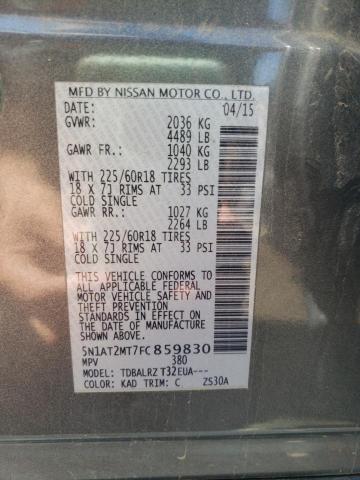 MFD BY NISSAN MOTOR CO., LTD.
DATE: 04/15
GVWR: 2036 KG
4489 LB
GAWR FR.: 1040 KG
2293 LB
WITH 225/60R18 TIRES
18 X 7J RIMS AT 33 PSI
COLD SINGLE
GAWR RR.: 1027 KG
2264 LB
WITH 225/60R18 TIRES
18 X 7J RIMS AT 33 PSI
COLD SINGLE
THIS VEHICLE CONFORMS TO
ALL APPLICABLE FEDERAL
MOTOR VEHICLE SAFETY AND
THEFT PREVENTION
STANDARDS IN EFFECT ON
THE DATE OF MANUFACTURE
SHOWN ABOVE.
5N1AT2MT7FC859830
MPV 380
MODEL: TDBALRZ T32EUA---
COLOR: KAD TRIM: C ZS30A